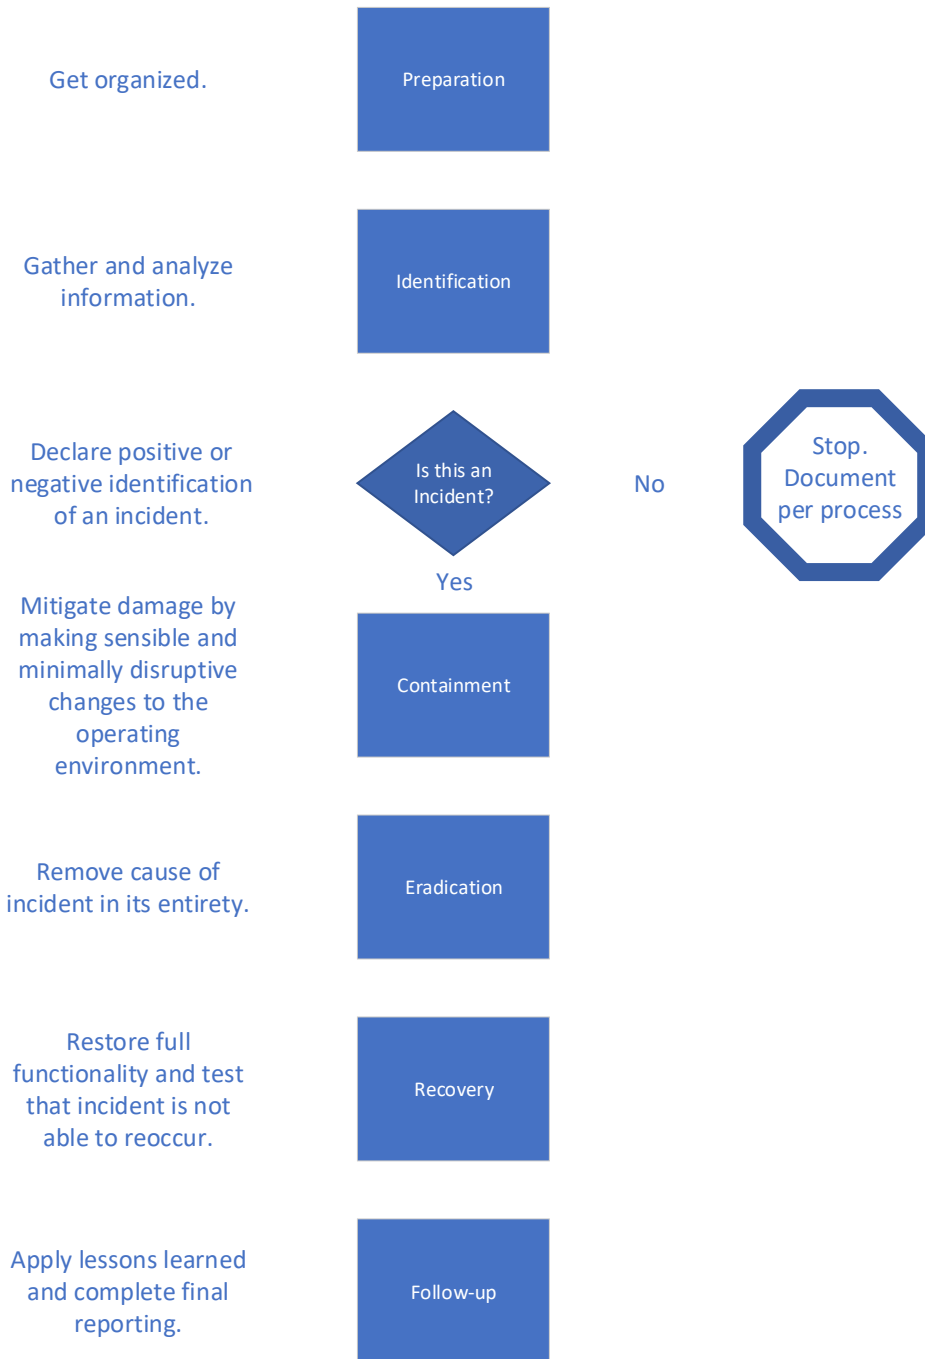 Get organized.
Preparation
Gather and analyze
information.
Identification
Declare positive or
negative identification
of an incident.
Is this an
Incident?
No
Stop.
Document
per process
Yes
Mitigate damage by
making sensible and
minimally disruptive
changes to the
operating
environment.
Containment
Remove cause of
incident in its entirety.
Eradication
Restore full
functionality and test
that incident is not
able to reoccur.
Recovery
Apply lessons learned
and complete final
reporting.
Follow-up